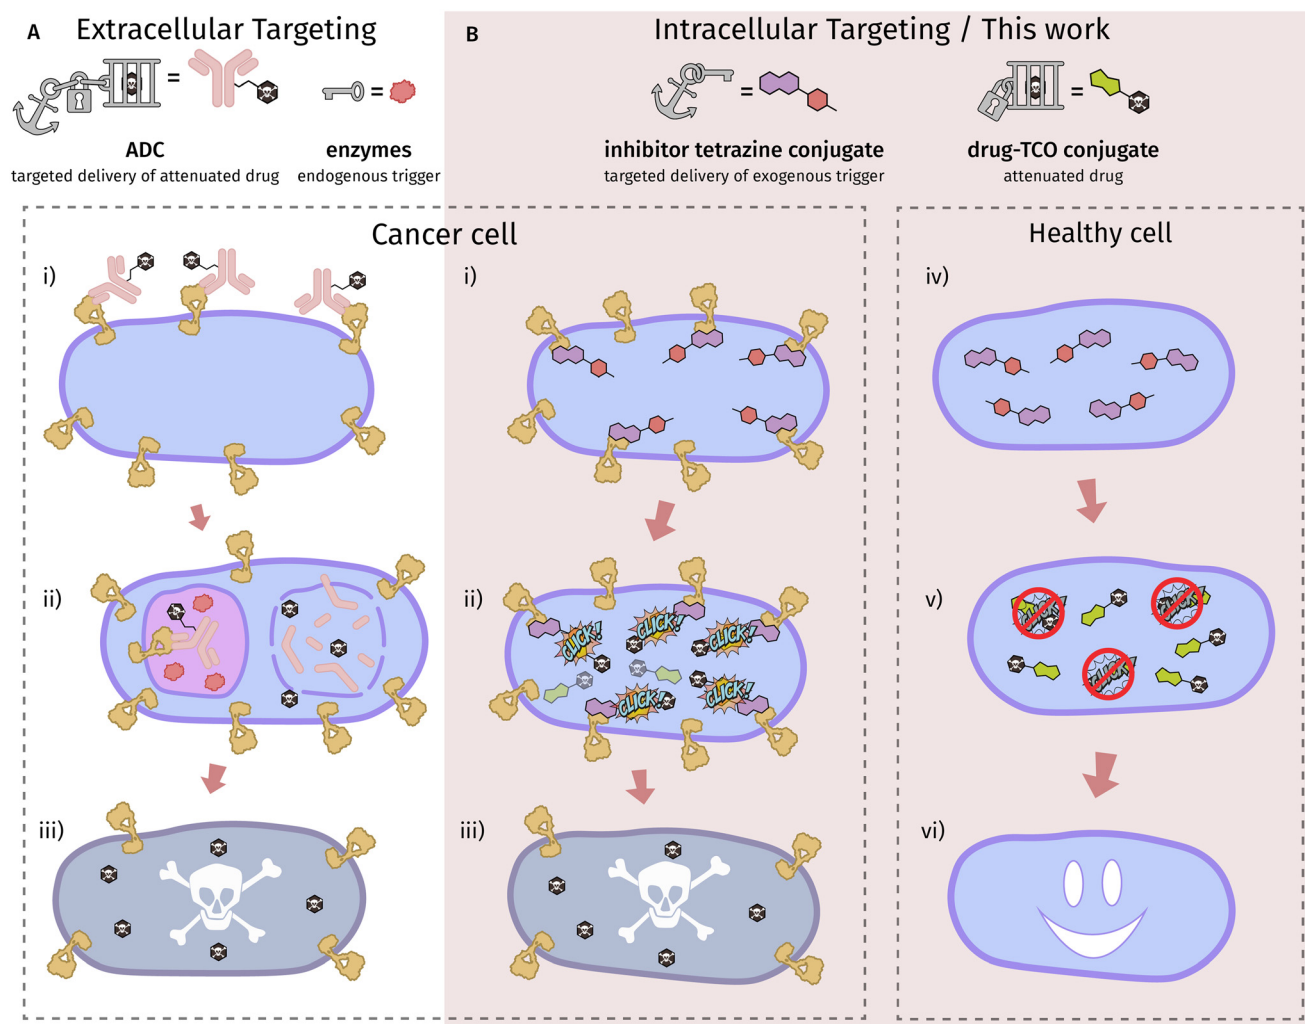 A Extracellular Targeting
=
=
ADC
targeted delivery of attenuated drug
enzymes
endogenous trigger
B Intracellular Targeting / This work
=
=
inhibitor tetrazine conjugate
targeted delivery of exogenous trigger
drug-TCO conjugate
attenuated drug
Cancer cell
Healthy cell
i)
i)
iv)
ii)
ii)
CLICK!
CLICK!
CLICK!
CLICK!
CLICK!
v)
iii)
iii)
vi)